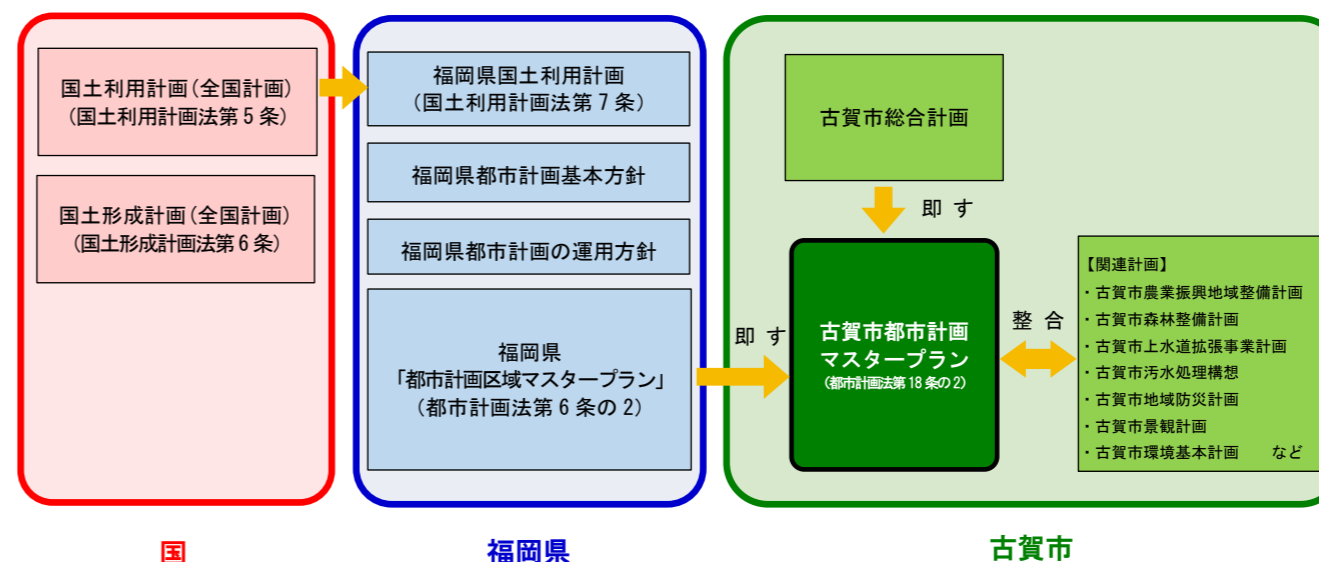 国土利用計画(全国計画)
(国土利用計画法第5条)
国土形成計画(全国計画)
(国土形成計画法第6条)
国
福岡県国土利用計画
(国土利用計画法第7条)
福岡県都市計画基本方針
福岡県都市計画の運用方針
福岡県
「都市計画区域マスタープラン」
(都市計画法第6条の2)
福岡県
即す
古賀市総合計画
即す
古賀市都市計画
マスタープラン
(都市計画法第18条の2)
整合
【関連計画】
・古賀市農業振興地域整備計画
・古賀市森林整備計画
・古賀市上水道拡張事業計画
・古賀市汚水処理構想
・古賀市地域防災計画
・古賀市景観計画
・古賀市環境基本計画 など
古賀市